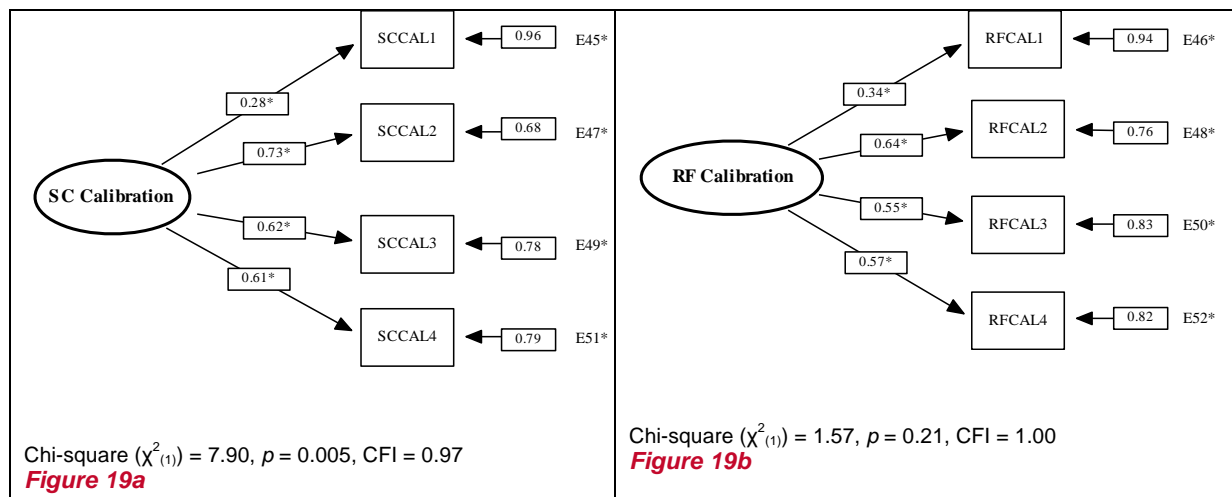 SCCAL1
0.96
E45*
0.28*
SCCAL2
0.68
E47*
0.73*
SC Calibration
0.62*
SCCAL3
0.78
E49*
0.61*
SCCAL4
0.79
E51*
Chi-square (χ²₍₁₎) = 7.90, p = 0.005, CFI = 0.97
Figure 19a
RFCAL1
0.94
E46*
0.34*
RFCAL2
0.76
E48*
0.64*
RF Calibration
0.55*
RFCAL3
0.83
E50*
0.57*
RFCAL4
0.82
E52*
Chi-square (χ²₍₁₎) = 1.57, p = 0.21, CFI = 1.00
Figure 19b